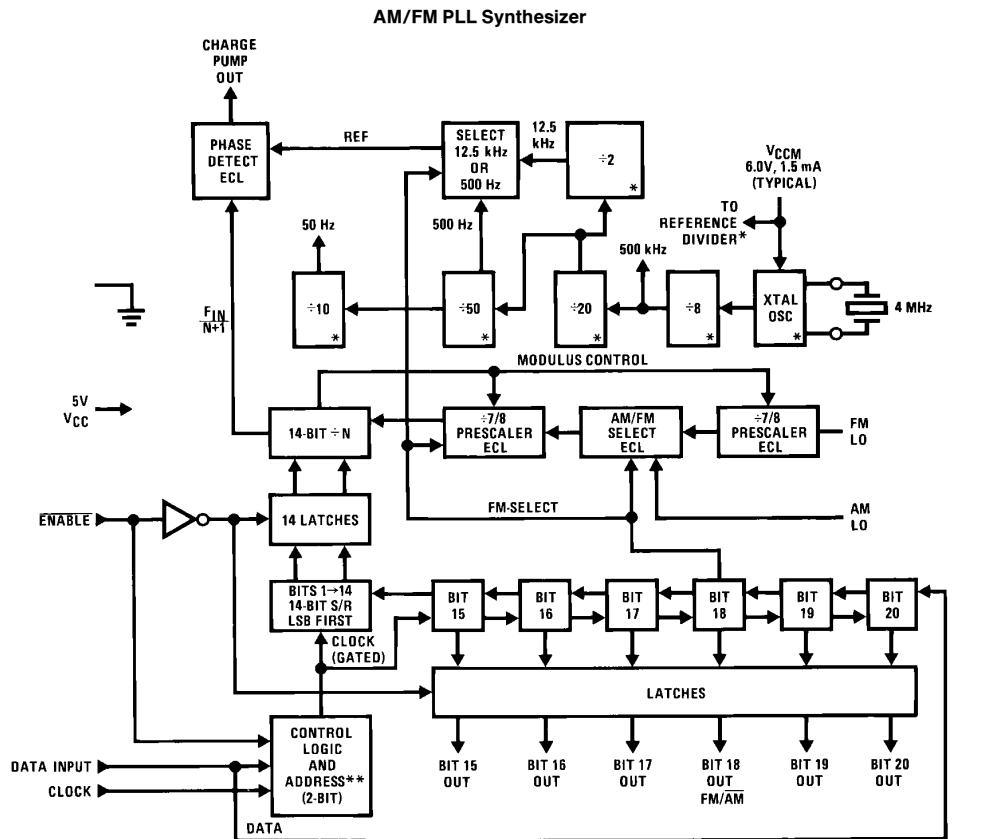 AM/FM PLL Synthesizer
CHARGE
PUMP
OUT
PHASE
DETECT
ECL
REF
SELECT
12.5 kHz
OR
500 Hz
12.5
kHz
÷2
*
VCCM
6.0V, 1.5 mA
(TYPICAL)
TO
REFERENCE
DIVIDER*
50 Hz
500 Hz
500 kHz
÷10
*
÷50
*
÷20
*
÷8
*
XTAL
OSC
*
4 MHz
FIN
N+1
MODULUS CONTROL
5V
VCC
14-BIT ÷N
÷7/8
PRESCALER
ECL
AM/FM
SELECT
ECL
÷7/8
PRESCALER
ECL
FM
LO
ENABLE
14 LATCHES
FM-SELECT
AM
LO
BITS 1→14
14-BIT S/R
LSB FIRST
BIT
15
BIT
16
BIT
17
BIT
18
BIT
19
BIT
20
CLOCK
(GATED)
LATCHES
CONTROL
LOGIC
AND
ADDRESS**
(2-BIT)
DATA INPUT
CLOCK
DATA
BIT 15
OUT
BIT 16
OUT
BIT 17
OUT
BIT 18
OUT
FM/A̅M̅
BIT 19
OUT
BIT 20
OUT